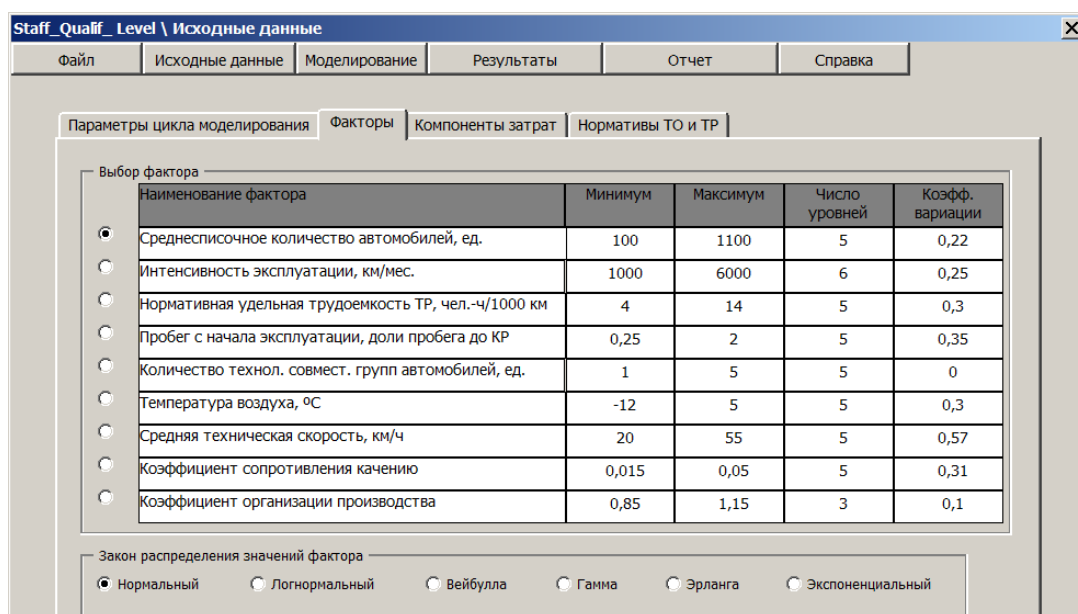 Staff_Qualif_ Level \ Исходные данные
Файл Исходные данные Моделирование Результаты Отчет Справка
Параметры цикла моделирования Факторы Компоненты затрат Нормативы ТО и ТР
Выбор фактора
Наименование фактора Минимум Максимум Число уровней Коэфф. вариации
Среднесписочное количество автомобилей, ед. 100 1100 5 0,22
Интенсивность эксплуатации, км/мес. 1000 6000 6 0,25
Нормативная удельная трудоемкость ТР, чел.-ч/1000 км 4 14 5 0,3
Пробег с начала эксплуатации, доли пробега до КР 0,25 2 5 0,35
Количество технол. совмест. групп автомобилей, ед. 1 5 5 0
Температура воздуха, ºС -12 5 5 0,3
Средняя техническая скорость, км/ч 20 55 5 0,57
Коэффициент сопротивления качению 0,015 0,05 5 0,31
Коэффициент организации производства 0,85 1,15 3 0,1
Закон распределения значений фактора
Нормальный Логнормальный Вейбулла Гамма Эрланга Экспоненциальный